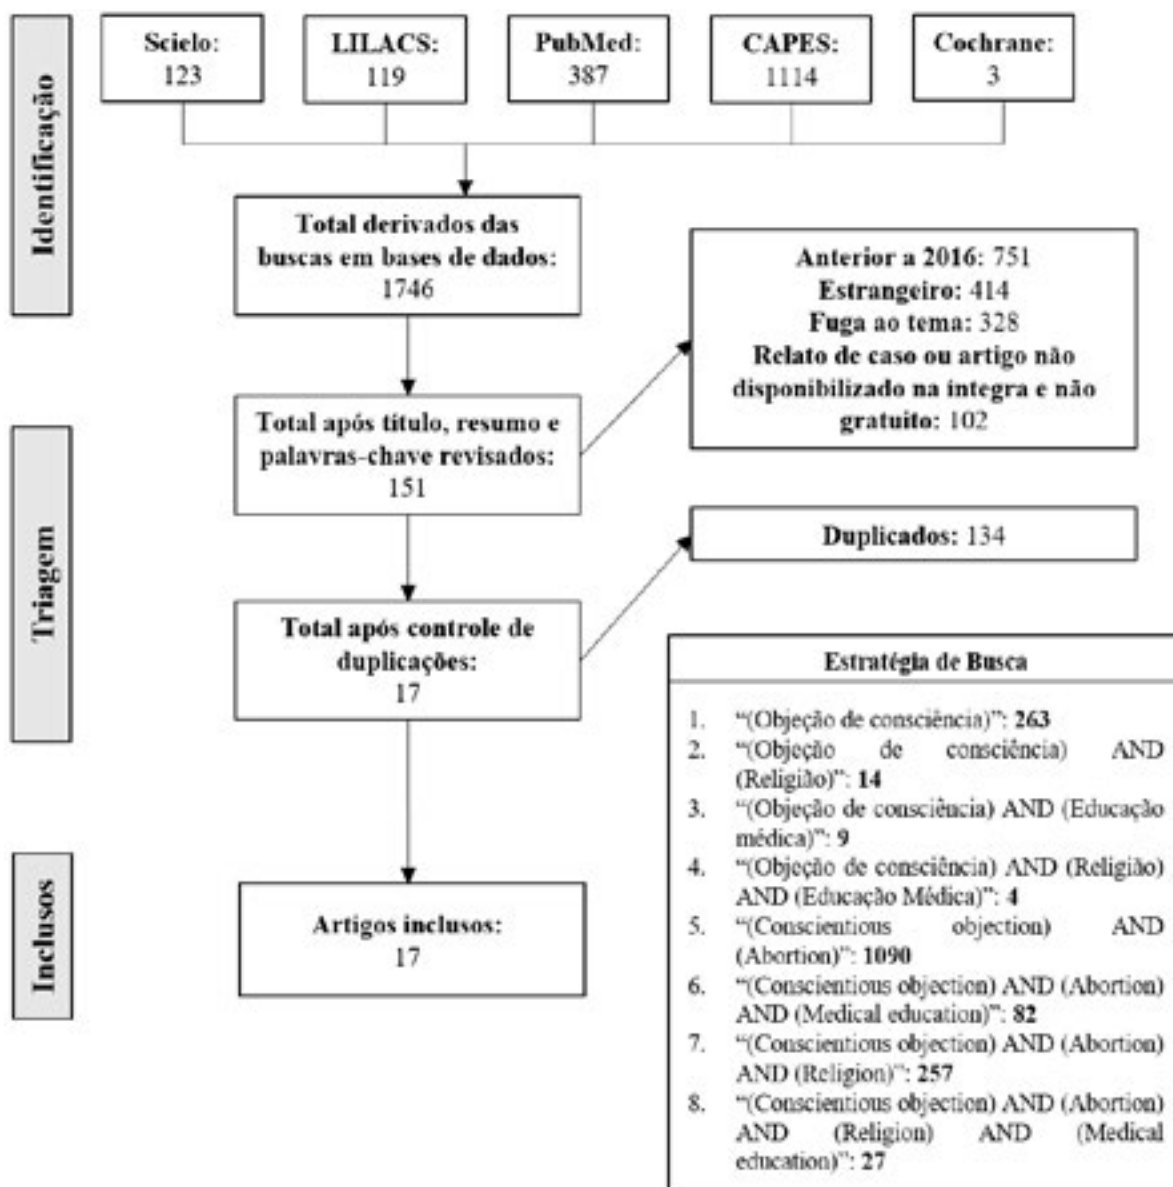 Identificação
Scielo:
123
LILACS:
119
PubMed:
387
CAPES:
1114
Cochrane:
3
Total derivados das
buscas em bases de dados:
1746
Anterior a 2016: 751
Estrangeiro: 414
Fuga ao tema: 328
Relato de caso ou artigo não
disponibilizado na íntegra e não
gratuito: 102
Triagem
Total após título, resumo e
palavras-chave revisados:
151
Duplicados: 134
Total após controle de
duplicações:
17
Inclusos
Artigos inclusos:
17
Estratégia de Busca
1. “(Objeção de consciência)”: 263
2. “(Objeção de consciência) AND
(Religião)”: 14
3. “(Objeção de consciência) AND (Educação
médica)”: 9
4. “(Objeção de consciência) AND (Religião)
AND (Educação Médica)”: 4
5. “(Conscientious objection) AND
(Abortion)”: 1090
6. “(Conscientious objection) AND (Abortion)
AND (Medical education)”: 82
7. “(Conscientious objection) AND (Abortion)
AND (Religion)”: 257
8. “(Conscientious objection) AND (Abortion)
AND (Religion) AND (Medical
education)”: 27